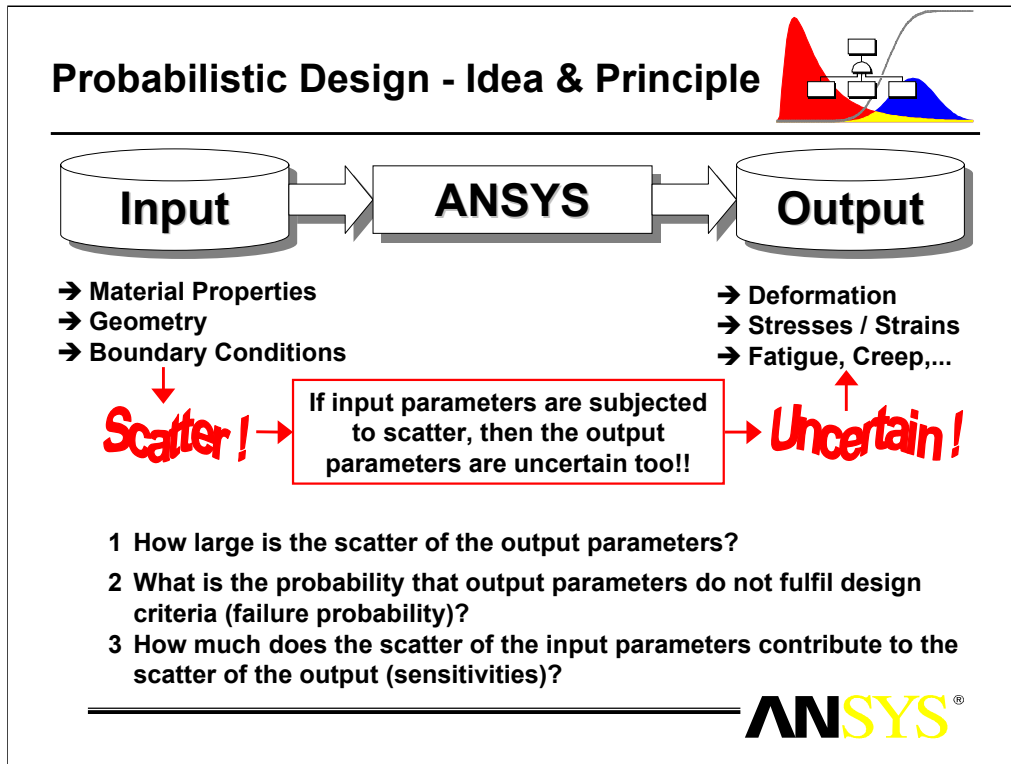 Probabilistic Design - Idea & Principle
Input
ANSYS
Output
➔ Material Properties
➔ Geometry
➔ Boundary Conditions
➔ Deformation
➔ Stresses / Strains
➔ Fatigue, Creep,...
Scatter !
If input parameters are subjected
to scatter, then the output
parameters are uncertain too!!
Uncertain !
1 How large is the scatter of the output parameters?
2 What is the probability that output parameters do not fulfil design
criteria (failure probability)?
3 How much does the scatter of the input parameters contribute to the
scatter of the output (sensitivities)?
ANSYS®